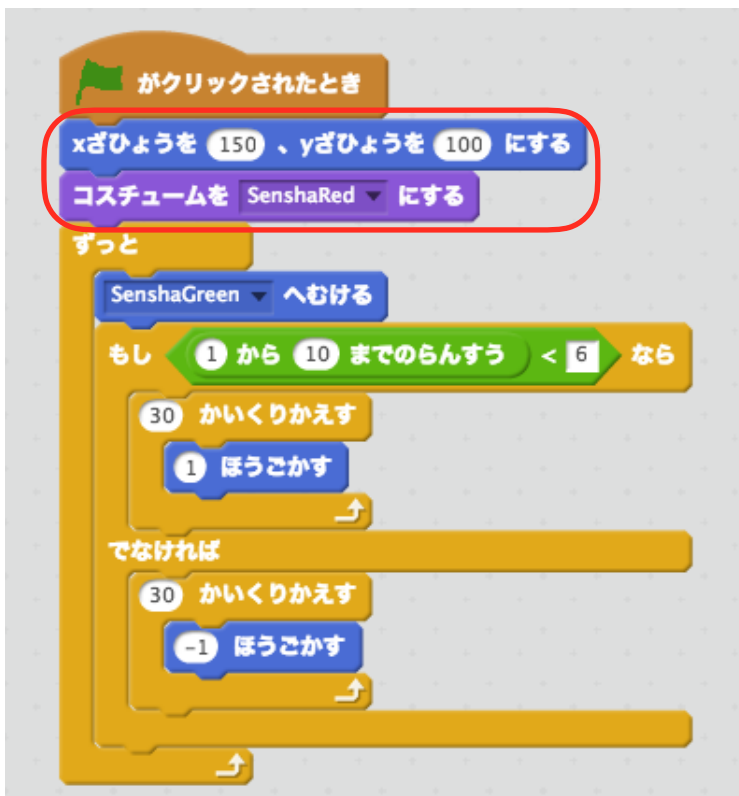 がクリックされたとき
xざひょうを 150 、yざひょうを 100 にする
コスチュームを SenshaRed にする
ずっと
SenshaGreen へむける
もし 1 から 10 までのらんすう < 6 なら
30 かいくりかえす
1 ほうごかす
でなければ
30 かいくりかえす
-1 ほうごかす